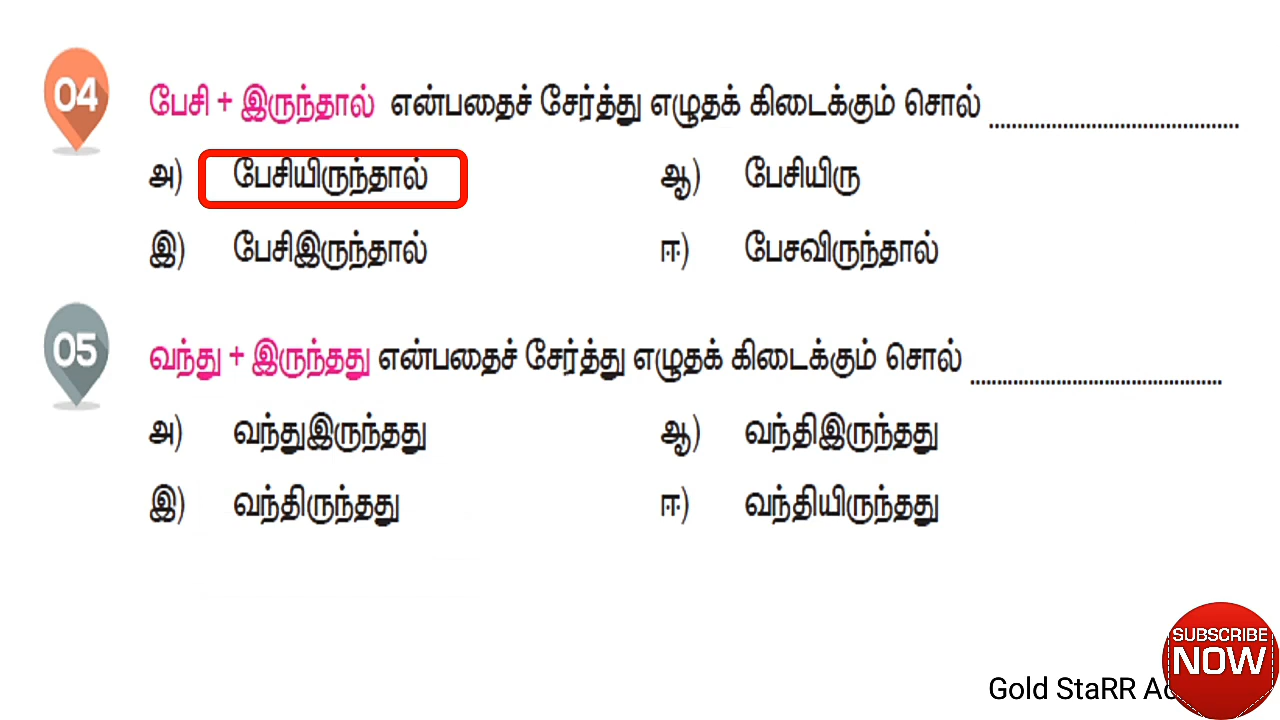 04
பேசி + இருந்தால் என்பதைச் சேர்த்து எழுதக் கிடைக்கும் சொல் ...........................................
அ) பேசியிருந்தால் ஆ) பேசியிரு
இ) பேசிஇருந்தால் ஈ) பேசவிருந்தால்
05
வந்து + இருந்தது என்பதைச் சேர்த்து எழுதக் கிடைக்கும் சொல் ...........................................
அ) வந்துஇருந்தது ஆ) வந்திஇருந்தது
இ) வந்திருந்தது ஈ) வந்தியிருந்தது
SUBSCRIBE
NOW
Gold StaRR